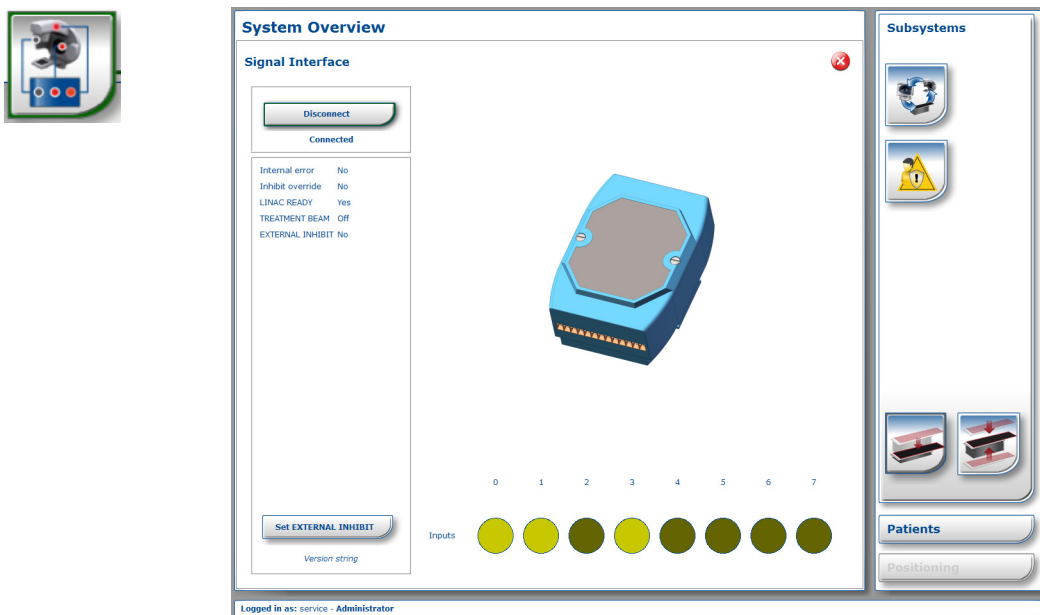 System Overview
Subsystems
Signal Interface
Disconnect
Connected
Internal error No
Inhibit override No
LINAC READY Yes
TREATMENT BEAM Off
EXTERNAL INHIBIT No
0 1 2 3 4 5 6 7
Set EXTERNAL INHIBIT
Inputs
Version string
Patients
Positioning
Logged in as: service - Administrator